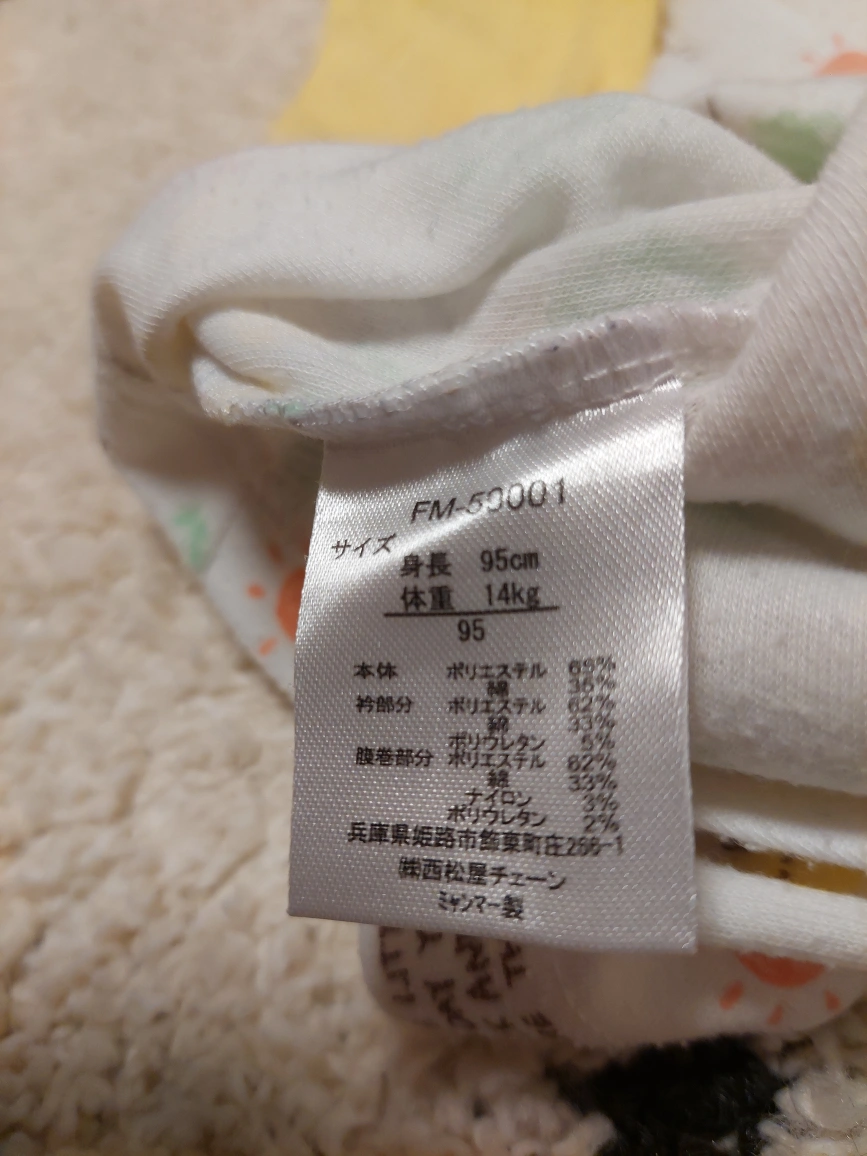 FM-50001
サイズ
身長 95cm
体重 14kg
95
本体 ポリエステル 65%
綿 35%
衿部分 ポリエステル 62%
綿 33%
ポリウレタン 5%
腹巻部分 ポリエステル 62%
綿 33%
ナイロン 3%
ポリウレタン 2%
兵庫県姫路市飾東町庄266-1
㈱西松屋チェーン
ミャンマー製